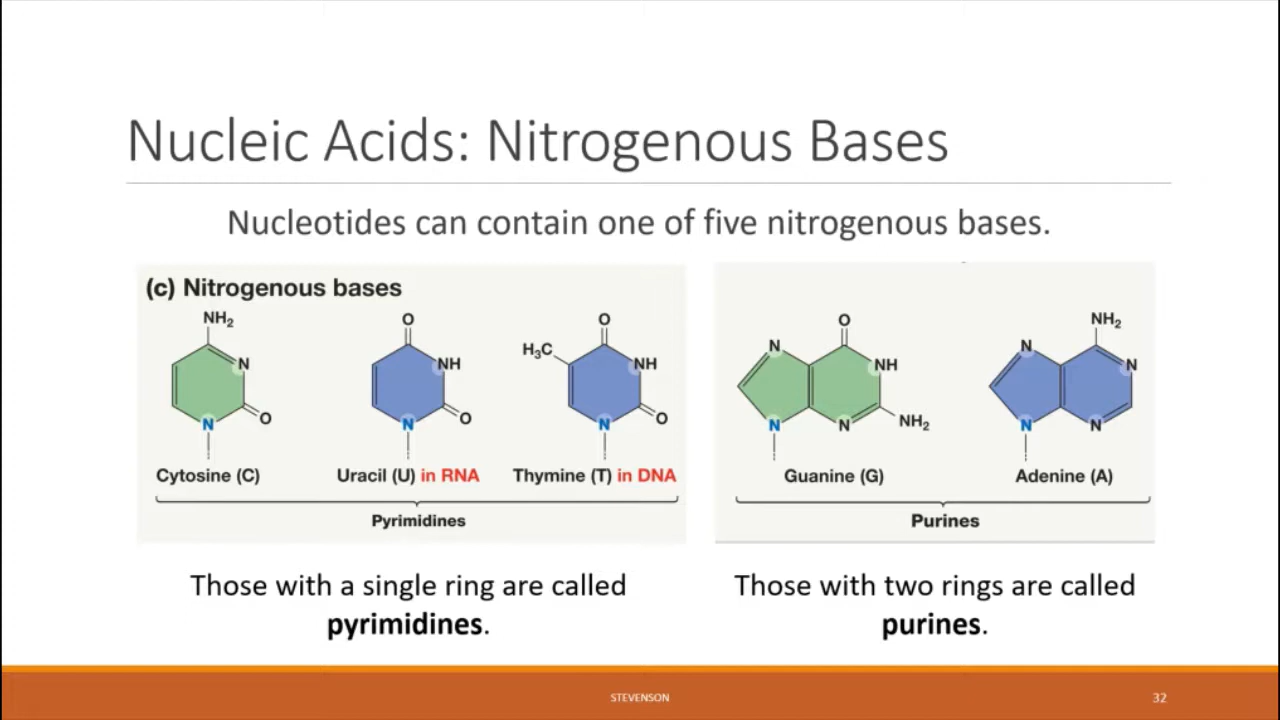 Nucleic Acids: Nitrogenous Bases
Nucleotides can contain one of five nitrogenous bases.
(c) Nitrogenous bases
NH₂
N
O
N
Cytosine (C)
O
NH
O
N
Uracil (U) in RNA
O
H₃C
NH
O
N
Thymine (T) in DNA
Pyrimidines
O
N
NH
NH₂
N
N
Guanine (G)
NH₂
N
N
N
N
Adenine (A)
Purines
Those with a single ring are called
pyrimidines.
Those with two rings are called
purines.
STEVENSON
32